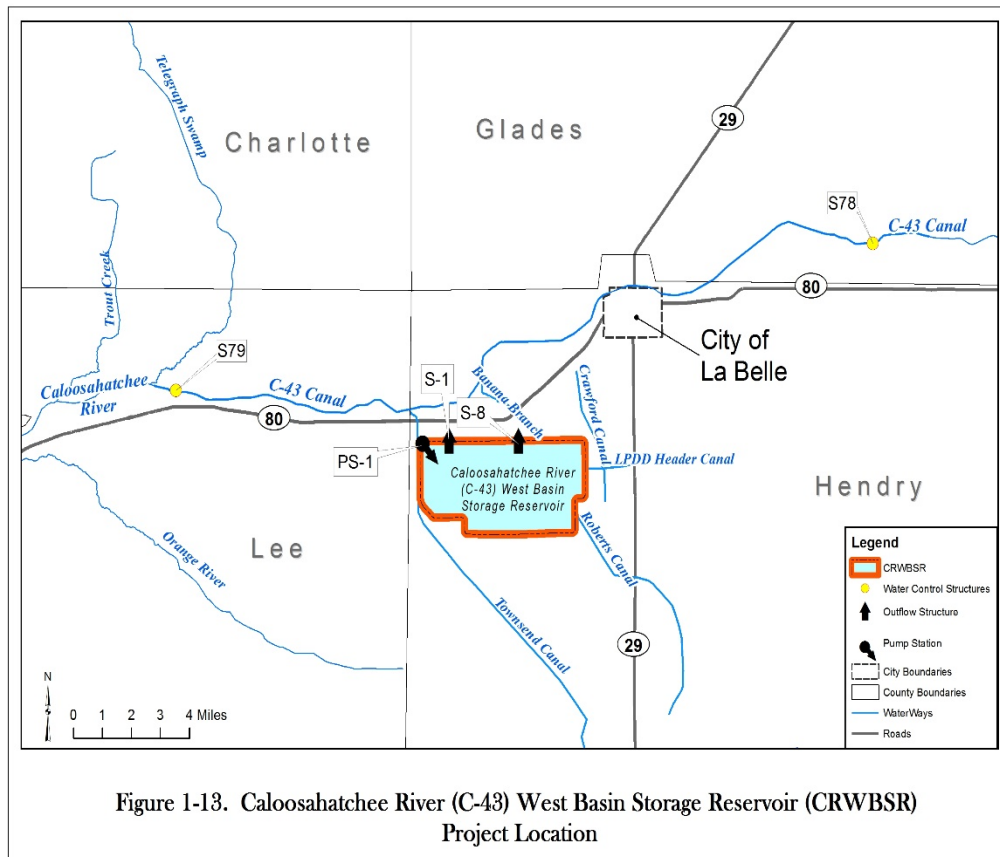 Telegraph Swamp
Charlotte
Glades
29
S78
C-43 Canal
Trout Creek
80
City of
La Belle
S79
Caloosahatchee
River
C-43 Canal
80
S-1
Banana Branch
S-8
Crawford Canal
PS-1
LPDD Header Canal
Caloosahatchee River
(C-43) West Basin
Storage Reservoir
Hendry
Lee
Orange River
Roberts Canal
Townsend Canal
29
N
0 1 2 3 4 Miles
Legend
CRWBSR
Water Control Structures
Outflow Structure
Pump Station
City Boundaries
County Boundaries
WaterWays
Roads
Figure 1-13. Caloosahatchee River (C-43) West Basin Storage Reservoir (CRWBSR)
Project Location